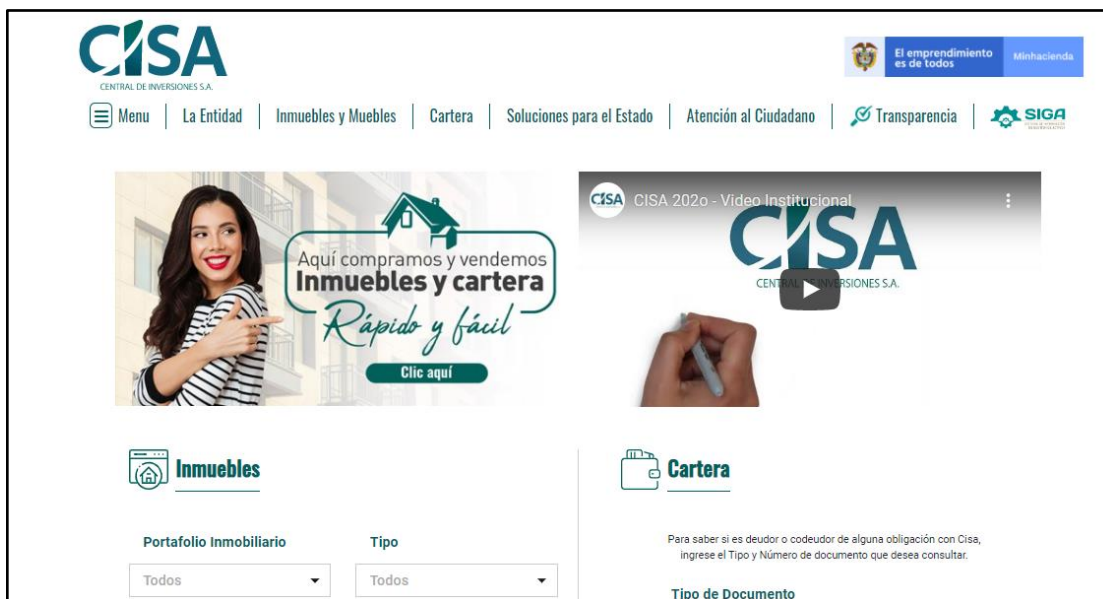 CISA
CENTRAL DE INVERSIONES S.A.
El emprendimiento
es de todos
Minhacienda
Menu
La Entidad
Inmuebles y Muebles
Cartera
Soluciones para el Estado
Atención al Ciudadano
Transparencia
SIGA
Aquí compramos y vendemos
Inmuebles y cartera
Rápido y fácil
Clic aquí
CISA
CISA 202o - Video Institucional
CISA
CENTRAL DE INVERSIONES S.A.
Inmuebles
Portafolio Inmobiliario
Tipo
Todos
Todos
Cartera
Para saber si es deudor o codeudor de alguna obligación con Cisa,
ingrese el Tipo y Número de documento que desea consultar.
Tipo de Documento